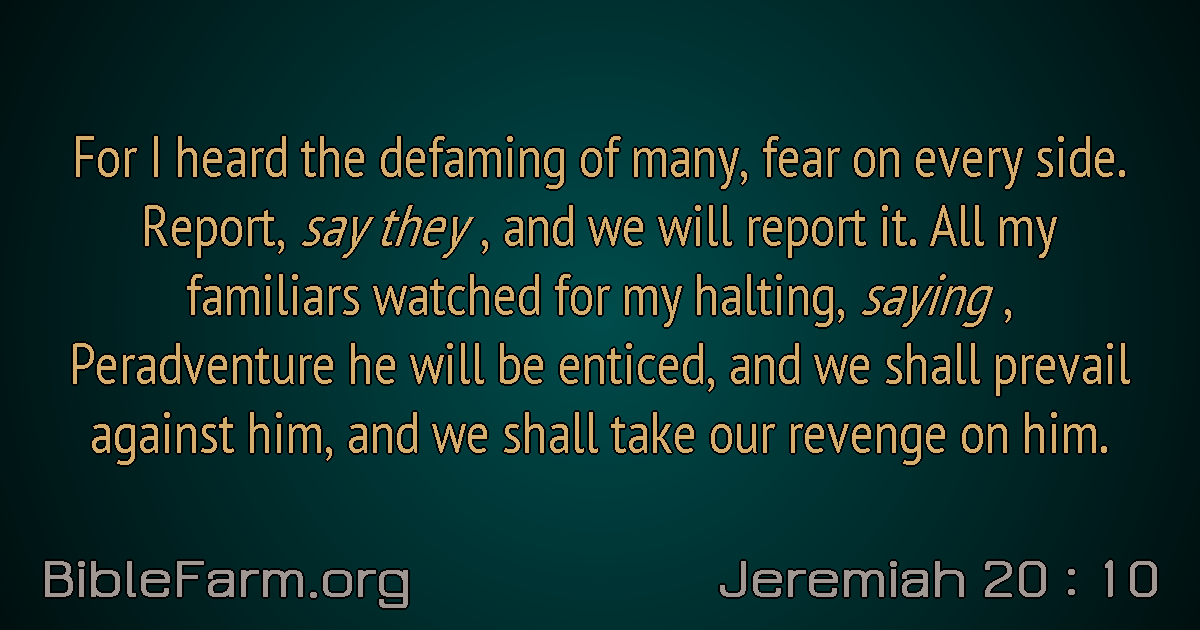 For I heard the defaming of many, fear on every side.
Report, say they , and we will report it. All my
familiars watched for my halting, saying ,
Peradventure he will be enticed, and we shall prevail
against him, and we shall take our revenge on him.
BibleFarm.org
Jeremiah 20 : 10